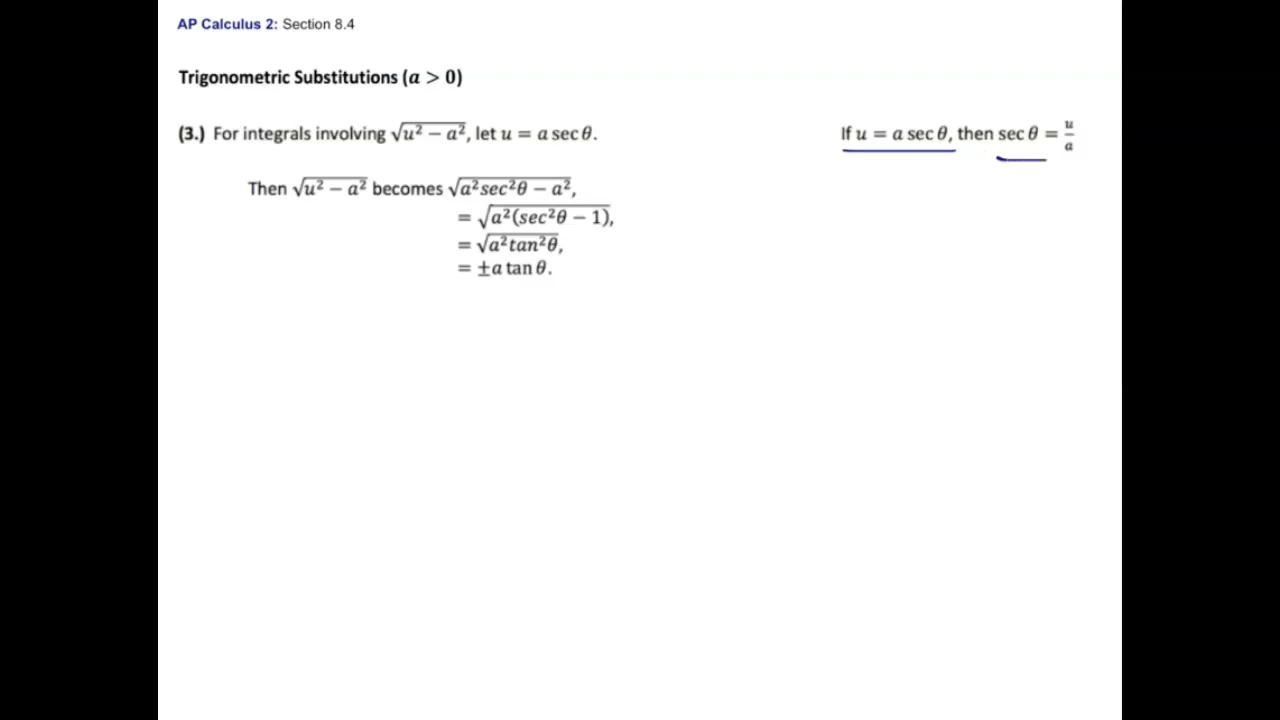 AP Calculus 2: Section 8.4
Trigonometric Substitutions (a > 0)
(3.) For integrals involving √(u² − a²), let u = a sec θ. If u = a sec θ, then sec θ = u/a
Then √(u² − a²) becomes √(a²sec²θ − a²),
= √(a²(sec²θ − 1)),
= √(a²tan²θ),
= ±a tan θ.